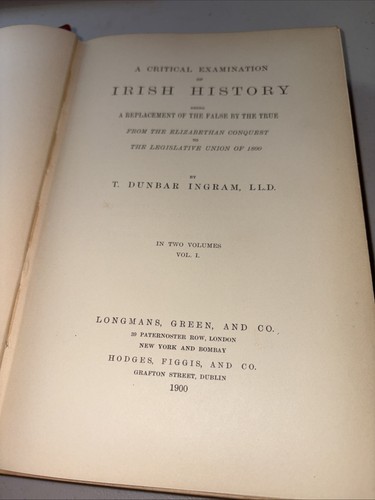 A CRITICAL EXAMINATION
OF
IRISH HISTORY
BEING
A REPLACEMENT OF THE FALSE BY THE TRUE
FROM THE ELIZABETHAN CONQUEST
TO
THE LEGISLATIVE UNION OF 1800
BY
T. DUNBAR INGRAM, LL.D.
IN TWO VOLUMES
VOL. I.
LONGMANS, GREEN, AND CO.
39 PATERNOSTER ROW, LONDON
NEW YORK AND BOMBAY
HODGES, FIGGIS, AND CO.
GRAFTON STREET, DUBLIN
1900